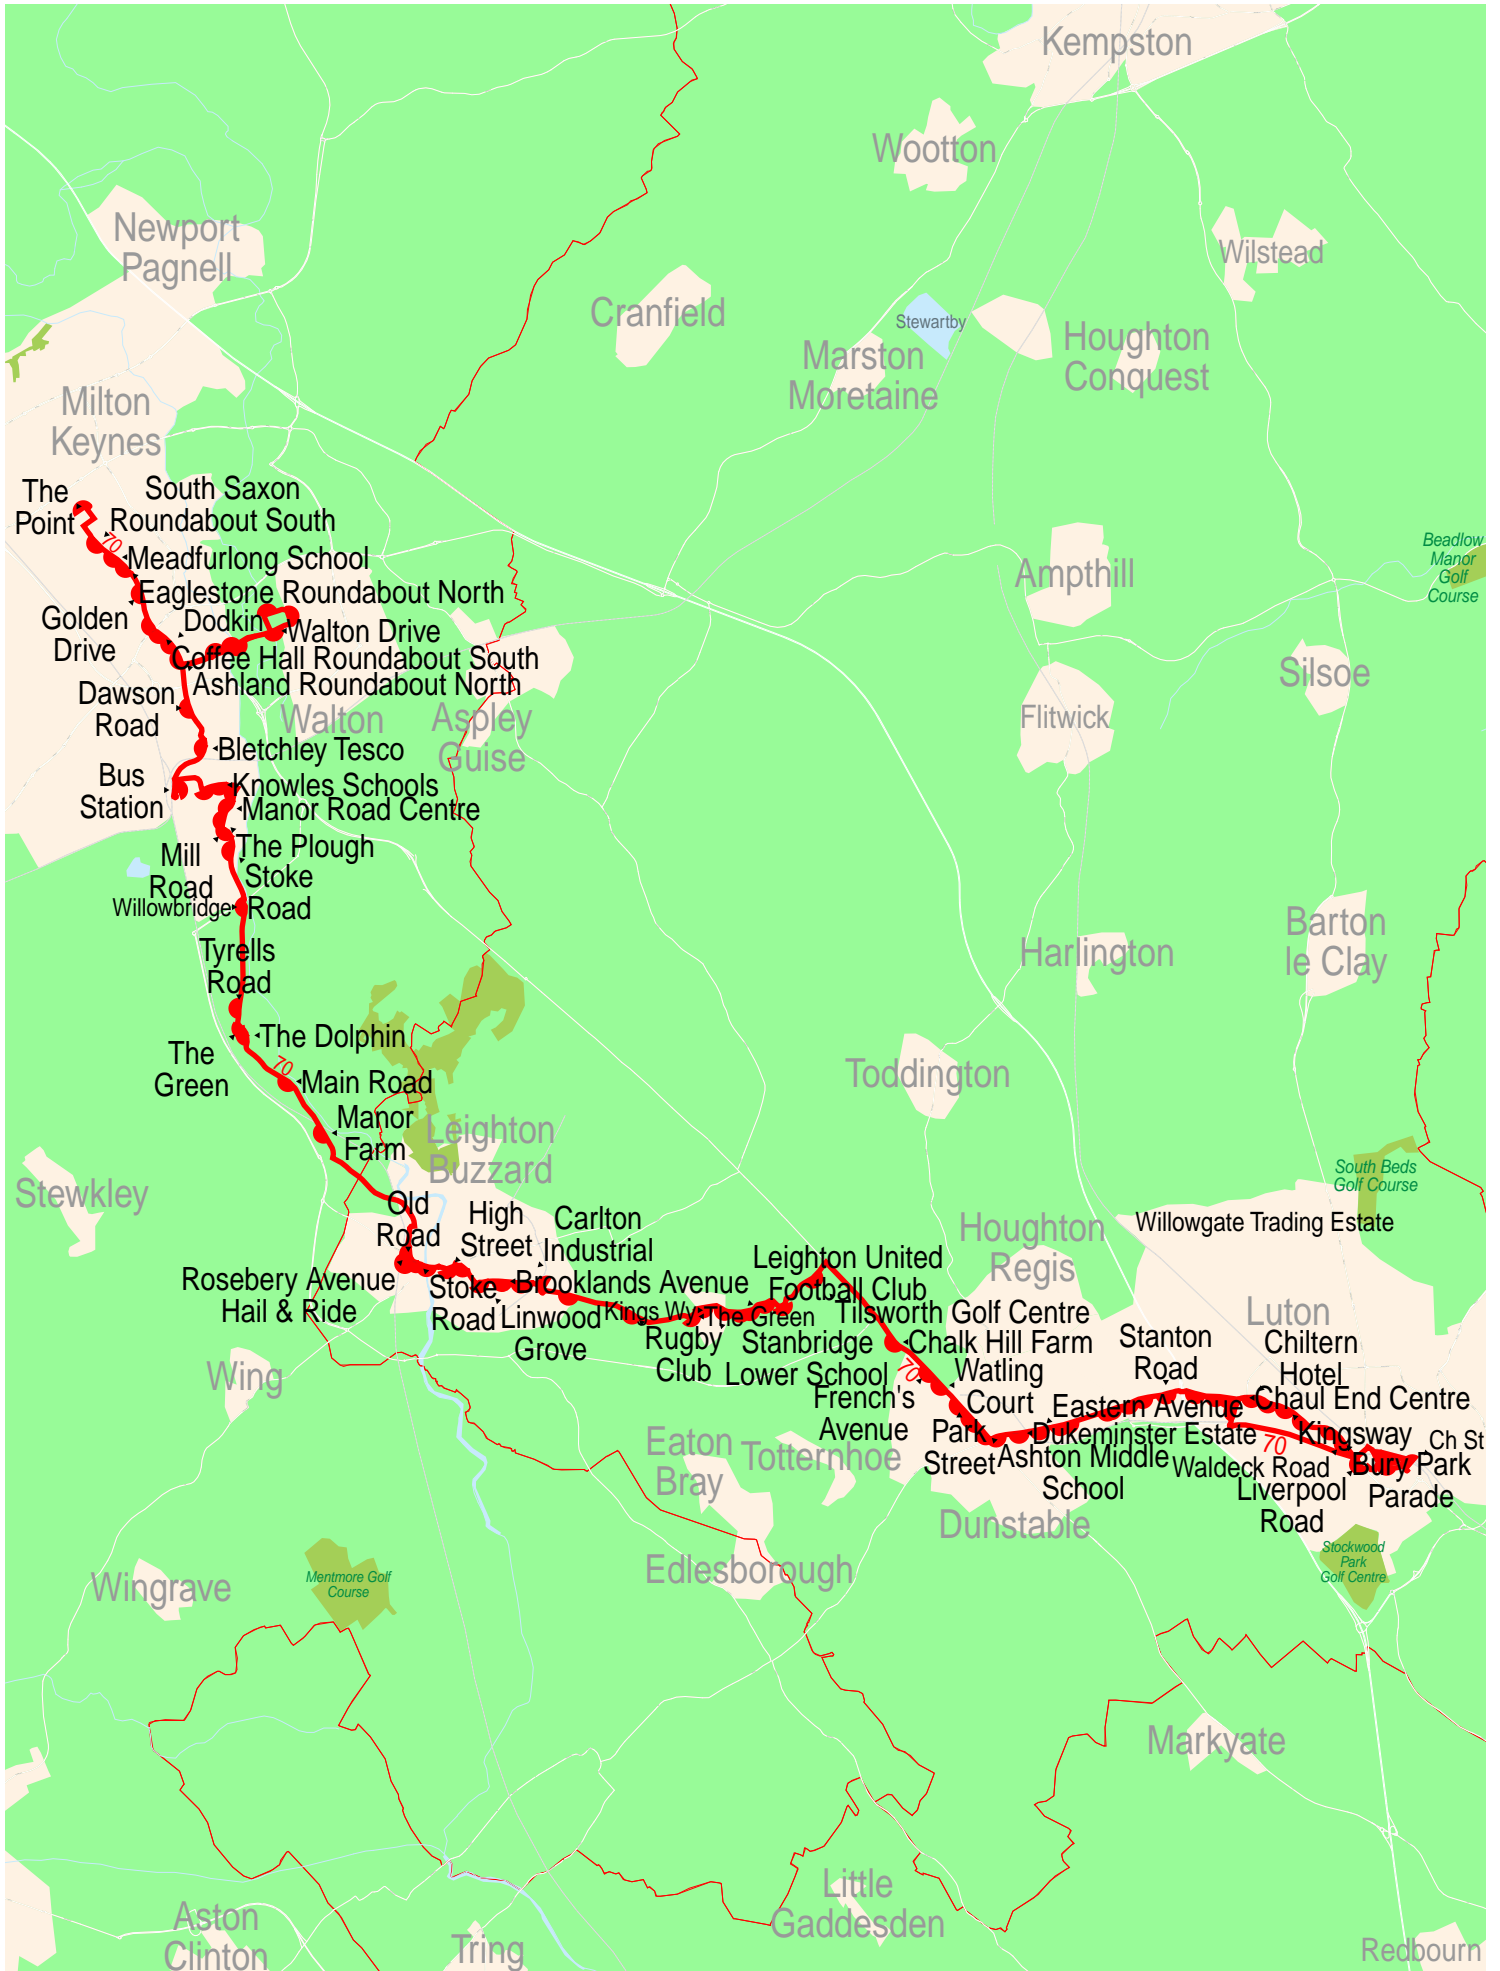 Kempston
Wootton
Newport
Pagnell
Wilstead
Cranfield
Stewartby
Marston
Moretaine
Houghton
Conquest
Milton
Keynes
The
Point
South Saxon
Roundabout South
70
Meadfurlong School
Eaglestone Roundabout North
Golden
Drive
Dodkin
Walton Drive
Coffee Hall Roundabout South
Ashland Roundabout North
Ampthill
Beadlow
Manor
Golf
Course
Silsoe
Dawson
Road
Walton
Aspley
Guise
Flitwick
Bletchley Tesco
Bus
Station
Knowles Schools
Manor Road Centre
Mill
Road
The Plough
Stoke
Road
Willowbridge
Tyrells
Road
Barton
le Clay
Harlington
The Dolphin
The
Green
70
Main Road
Manor
Farm
Toddington
Leighton
Buzzard
Stewkley
South Beds
Golf Course
Old
Road
High
Street
Carlton
Industrial
Houghton
Regis
Willowgate Trading Estate
Rosebery Avenue
Hail & Ride
Stoke
Road
Brooklands Avenue
Linwood
Grove
Kings Wy
The Green
Rugby
Club
Leighton United
Football Club
Tilsworth Golf Centre
Stanbridge
Lower School
Chalk Hill Farm
70
Watling
Court
French's
Avenue
Stanton
Road
Luton
Chiltern
Hotel
Chaul End Centre
Eastern Avenue
Park
Street
Dukeminster Estate
Ashton Middle
School
Kingsway
70
Ch St
Waldeck Road
Bury Park
Parade
Liverpool
Road
Wing
Eaton
Bray
Totternhoe
Dunstable
Edlesborough
Stockwood
Park
Golf Centre
Wingrave
Mentmore Golf
Course
Markyate
Little
Gaddesden
Aston
Clinton
Tring
Redbourn